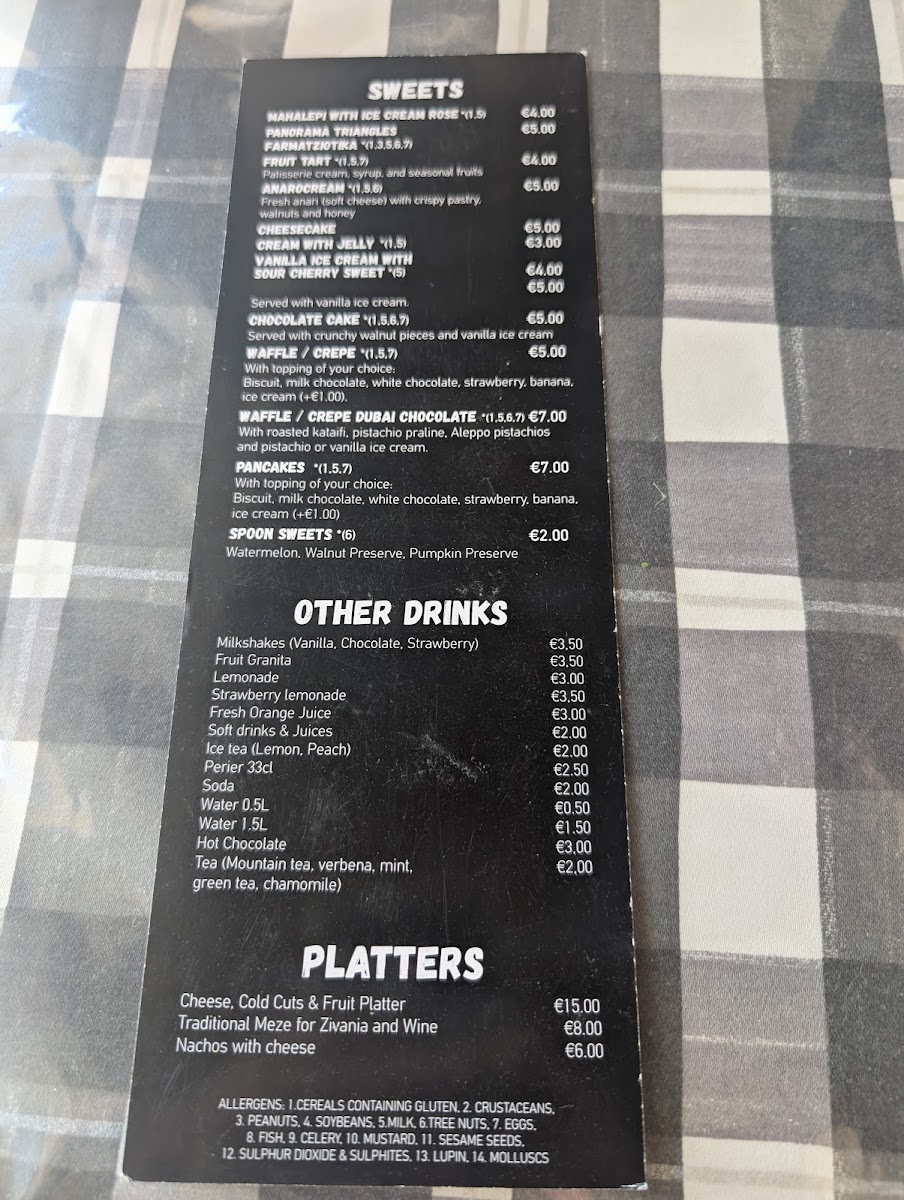 SWEETS
MAHALEPI WITH ICE CREAM ROSE *(1,5) €4.00
PANORAMA TRIANGLES €5.00
FARMATZIOTIKA *(1,3,5,6,7)
FRUIT TART *(1,5,7) €4.00
Patisserie cream, syrup, and seasonal fruits
ANAROCREAM *(1,5,6) €5.00
Fresh anari (soft cheese) with crispy pastry,
walnuts and honey
CHEESECAKE €5.00
CREAM WITH JELLY *(1,5) €3.00
VANILLA ICE CREAM WITH
SOUR CHERRY SWEET *(5) €4.00
€5.00
Served with vanilla ice cream.
CHOCOLATE CAKE *(1,5,6,7) €5.00
Served with crunchy walnut pieces and vanilla ice cream
WAFFLE / CREPE *(1,5,7) €5.00
With topping of your choice:
Biscuit, milk chocolate, white chocolate, strawberry, banana,
ice cream (+€1.00).
WAFFLE / CREPE DUBAI CHOCOLATE *(1,5,6,7) €7.00
With roasted kataifi, pistachio praline, Aleppo pistachios
and pistachio or vanilla ice cream.
PANCAKES *(1,5,7) €7.00
With topping of your choice:
Biscuit, milk chocolate, white chocolate, strawberry, banana,
ice cream (+€1.00)
SPOON SWEETS *(6) €2.00
Watermelon, Walnut Preserve, Pumpkin Preserve
OTHER DRINKS
Milkshakes (Vanilla, Chocolate, Strawberry) €3,50
Fruit Granita €3,50
Lemonade €3.00
Strawberry lemonade €3,50
Fresh Orange Juice €3.00
Soft drinks & Juices €2.00
Ice tea (Lemon, Peach) €2.00
Perier 33cl €2.50
Soda €2.00
Water 0.5L €0.50
Water 1.5L €1.50
Hot Chocolate €3,00
Tea (Mountain tea, verbena, mint, €2,00
green tea, chamomile)
PLATTERS
Cheese, Cold Cuts & Fruit Platter €15.00
Traditional Meze for Zivania and Wine €8.00
Nachos with cheese €6.00
ALLERGENS: 1.CEREALS CONTAINING GLUTEN, 2. CRUSTACEANS,
3. PEANUTS, 4. SOYBEANS, 5.MILK, 6.TREE NUTS, 7. EGGS,
8. FISH, 9. CELERY, 10. MUSTARD, 11. SESAME SEEDS,
12. SULPHUR DIOXIDE & SULPHITES, 13. LUPIN, 14. MOLLUSCS